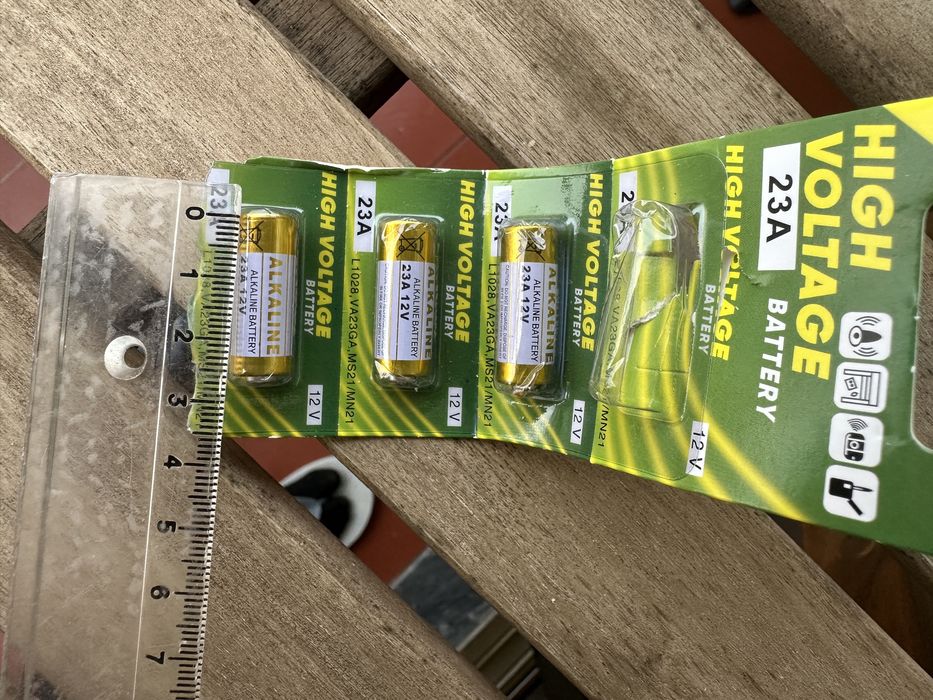 HIGH
VOLTAGE
23A
BATTERY
HIGH VOLTAGE
BATTERY
12 V
/MN21
23A
HIGH VOLTAGE
BATTERY
12 V
L1028,VA23GA,MS21/MN21
ALKALINE
ALKALINE BATTERY
23A 12V
23A
HIGH VOLTAGE
BATTERY
12 V
L1028,VA23GA,MS21/MN21
ALKALINE
ALKALINE BATTERY
23A 12V
HIGH VOLTAGE
BATTERY
12 V
ALKALINE
ALKALINE BATTERY
23A 12V
0
1
2
3
4
5
6
7